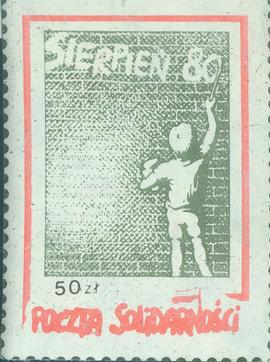 SIERPIEŃ 80
50 zł
POCZTA SOLIDARNOŚCI